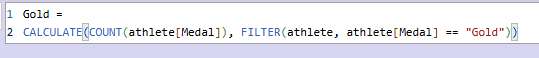 1 Gold =
2 CALCULATE(COUNT(athlete[Medal]), FILTER(athlete, athlete[Medal] == "Gold"))